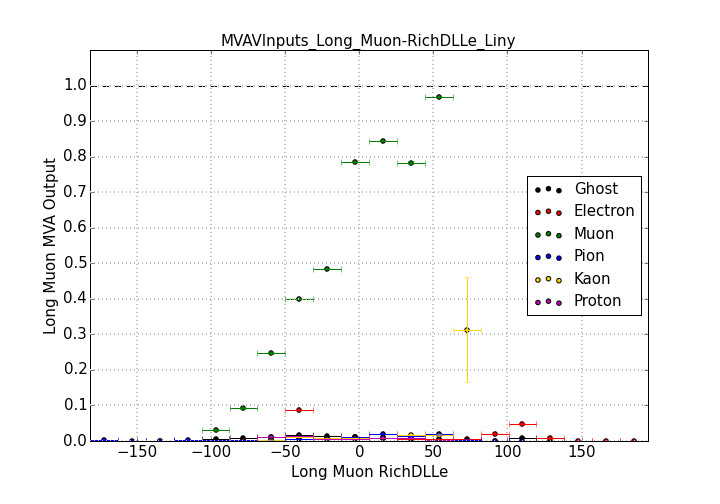 MVAVInputs_Long_Muon-RichDLLe_Liny
Long Muon MVA Output
1.0
0.9
0.8
0.7
0.6
0.5
0.4
0.3
0.2
0.1
0.0
Ghost
Electron
Muon
Pion
Kaon
Proton
−150 −100 −50 0 50 100 150
Long Muon RichDLLe